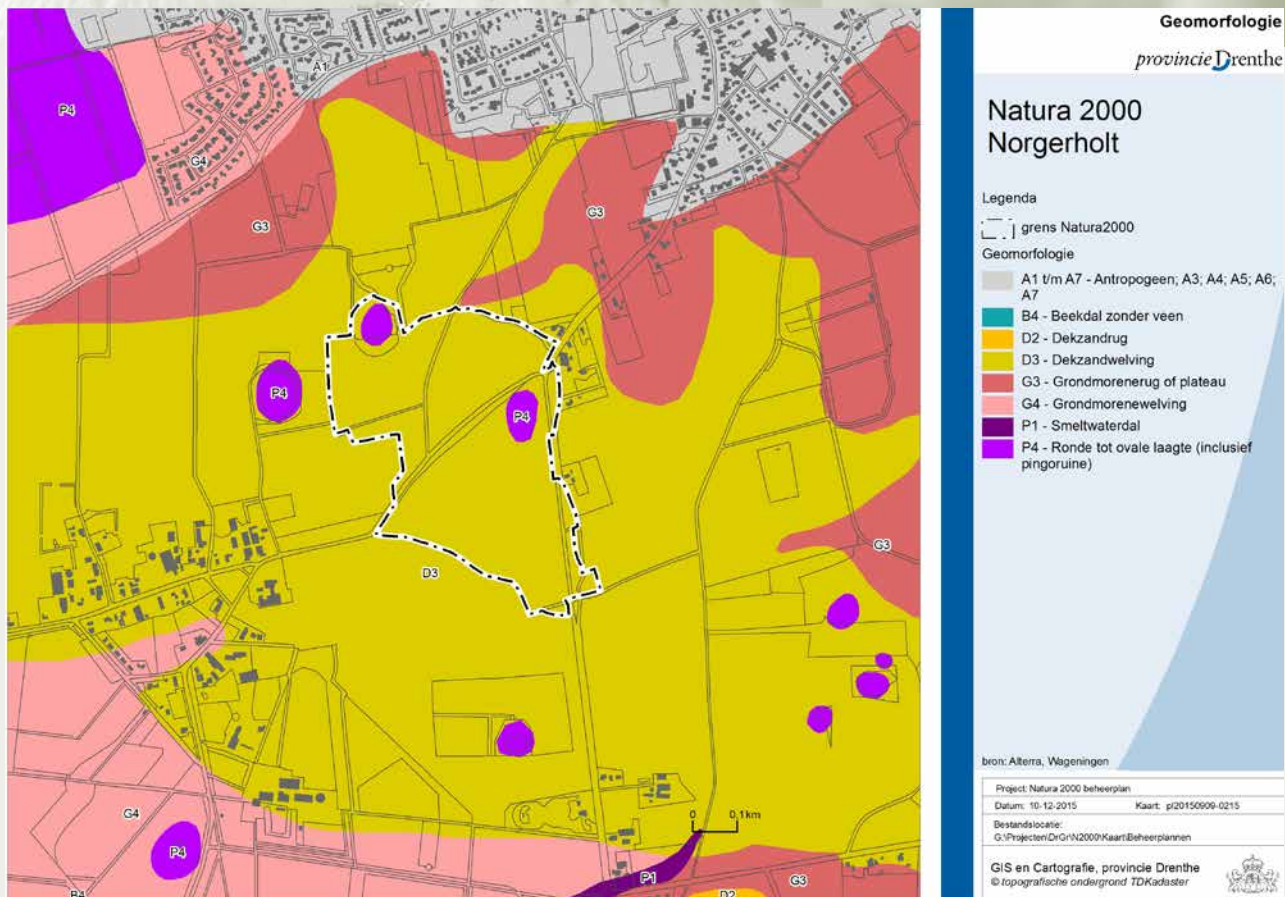 Geomorfologie
provincie Drenthe
Natura 2000
Norgerholt
Legenda
grens Natura2000
Geomorfologie
A1 t/m A7 - Antropogeen; A3; A4; A5; A6;
A7
B4 - Beekdal zonder veen
D2 - Dekzandrug
D3 - Dekzandwelving
G3 - Grondmorenerug of plateau
G4 - Grondmorenewelving
P1 - Smeltwaterdal
P4 - Ronde tot ovale laagte (inclusief
pingoruine)
bron: Alterra, Wageningen
Project: Natura 2000 beheerplan
Datum: 10-12-2015 Kaart: pl20150909-0215
Bestandslocatie:
G:\Projecten\DrGr\N2000\Kaart\Beheerplannen
GIS en Cartografie, provincie Drenthe
© topografische ondergrond TDKadaster
A1
P4
G4
G3
G3
P4
P4
G3
D3
0 0,1km
G4
P4
P1
G3
B4
D2